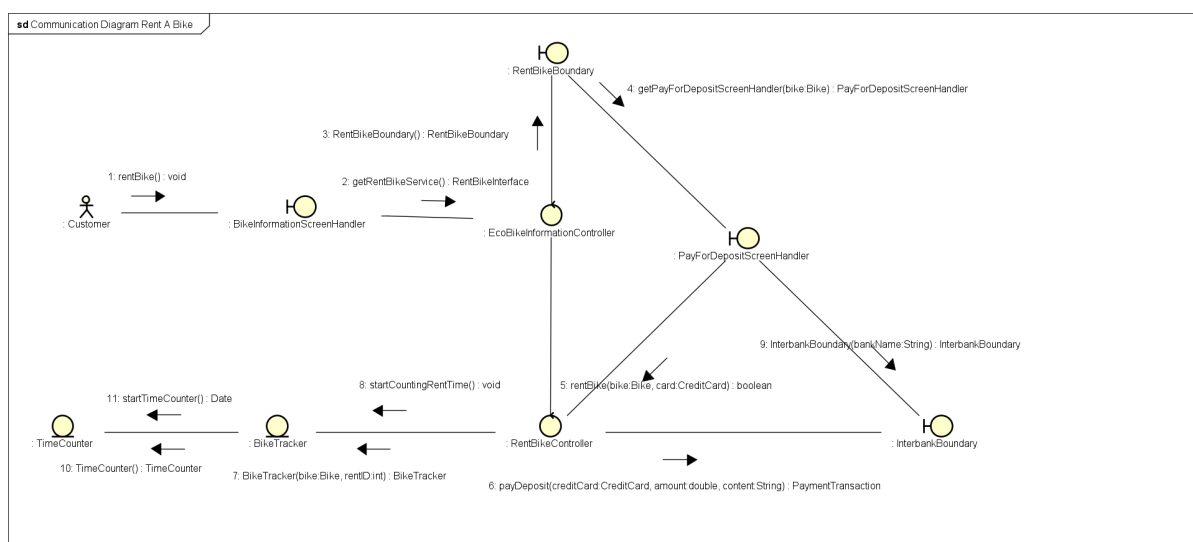 sd Communication Diagram Rent A Bike
: RentBikeBoundary
4: getPayForDepositScreenHandler(bike:Bike) : PayForDepositScreenHandler
3: RentBikeBoundary() : RentBikeBoundary
1: rentBike() : void
2: getRentBikeService() : RentBikeInterface
: Customer
: BikeInformationScreenHandler
: EcoBikeInformationController
: PayForDepositScreenHandler
9: InterbankBoundary(bankName:String) : InterbankBoundary
8: startCountingRentTime() : void
5: rentBike(bike:Bike, card:CreditCard) : boolean
11: startTimeCounter() : Date
: TimeCounter
: BikeTracker
: RentBikeController
: InterbankBoundary
10: TimeCounter() : TimeCounter
7: BikeTracker(bike:Bike, rentID:int) : BikeTracker
6: payDeposit(creditCard:CreditCard, amount:double, content:String) : PaymentTransaction